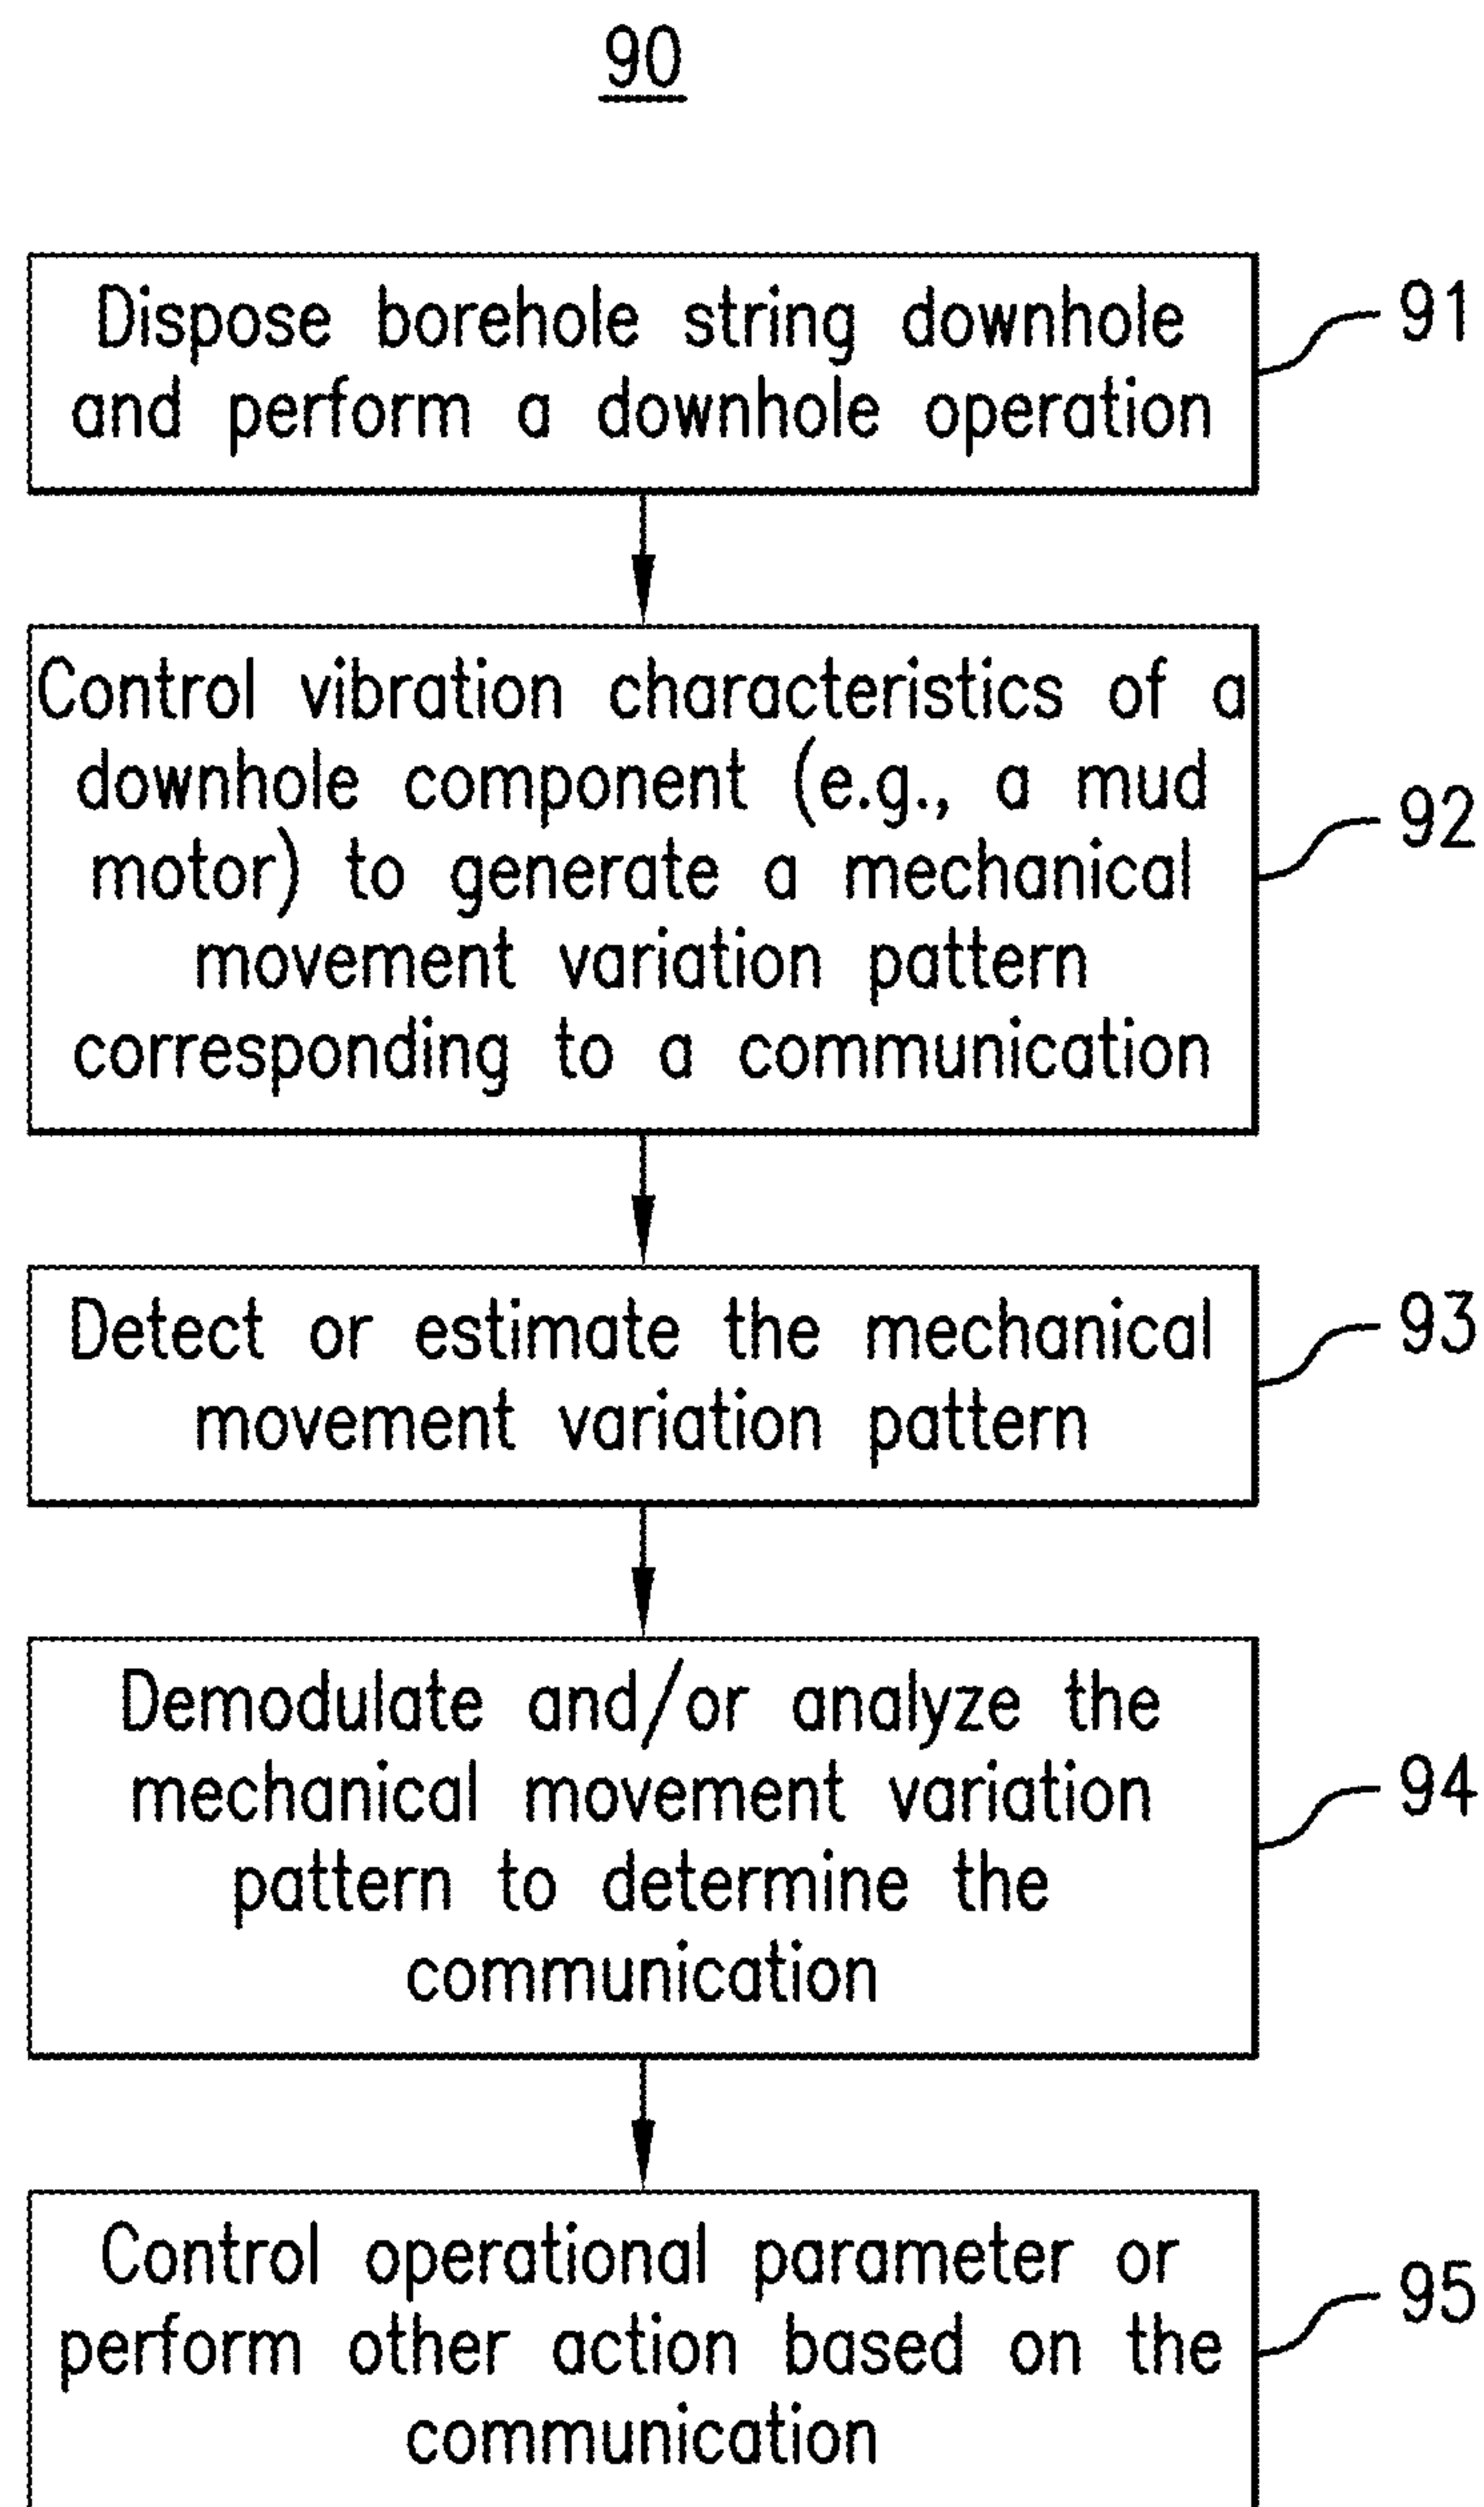 90
Dispose borehole string downhole
and perform a downhole operation
91
Control vibration characteristics of a
downhole component (e.g., a mud
motor) to generate a mechanical
movement variation pattern
corresponding to a communication
92
Detect or estimate the mechanical
movement variation pattern
93
Demodulate and/or analyze the
mechanical movement variation
pattern to determine the
communication
94
Control operational parameter or
perform other action based on the
communication
95